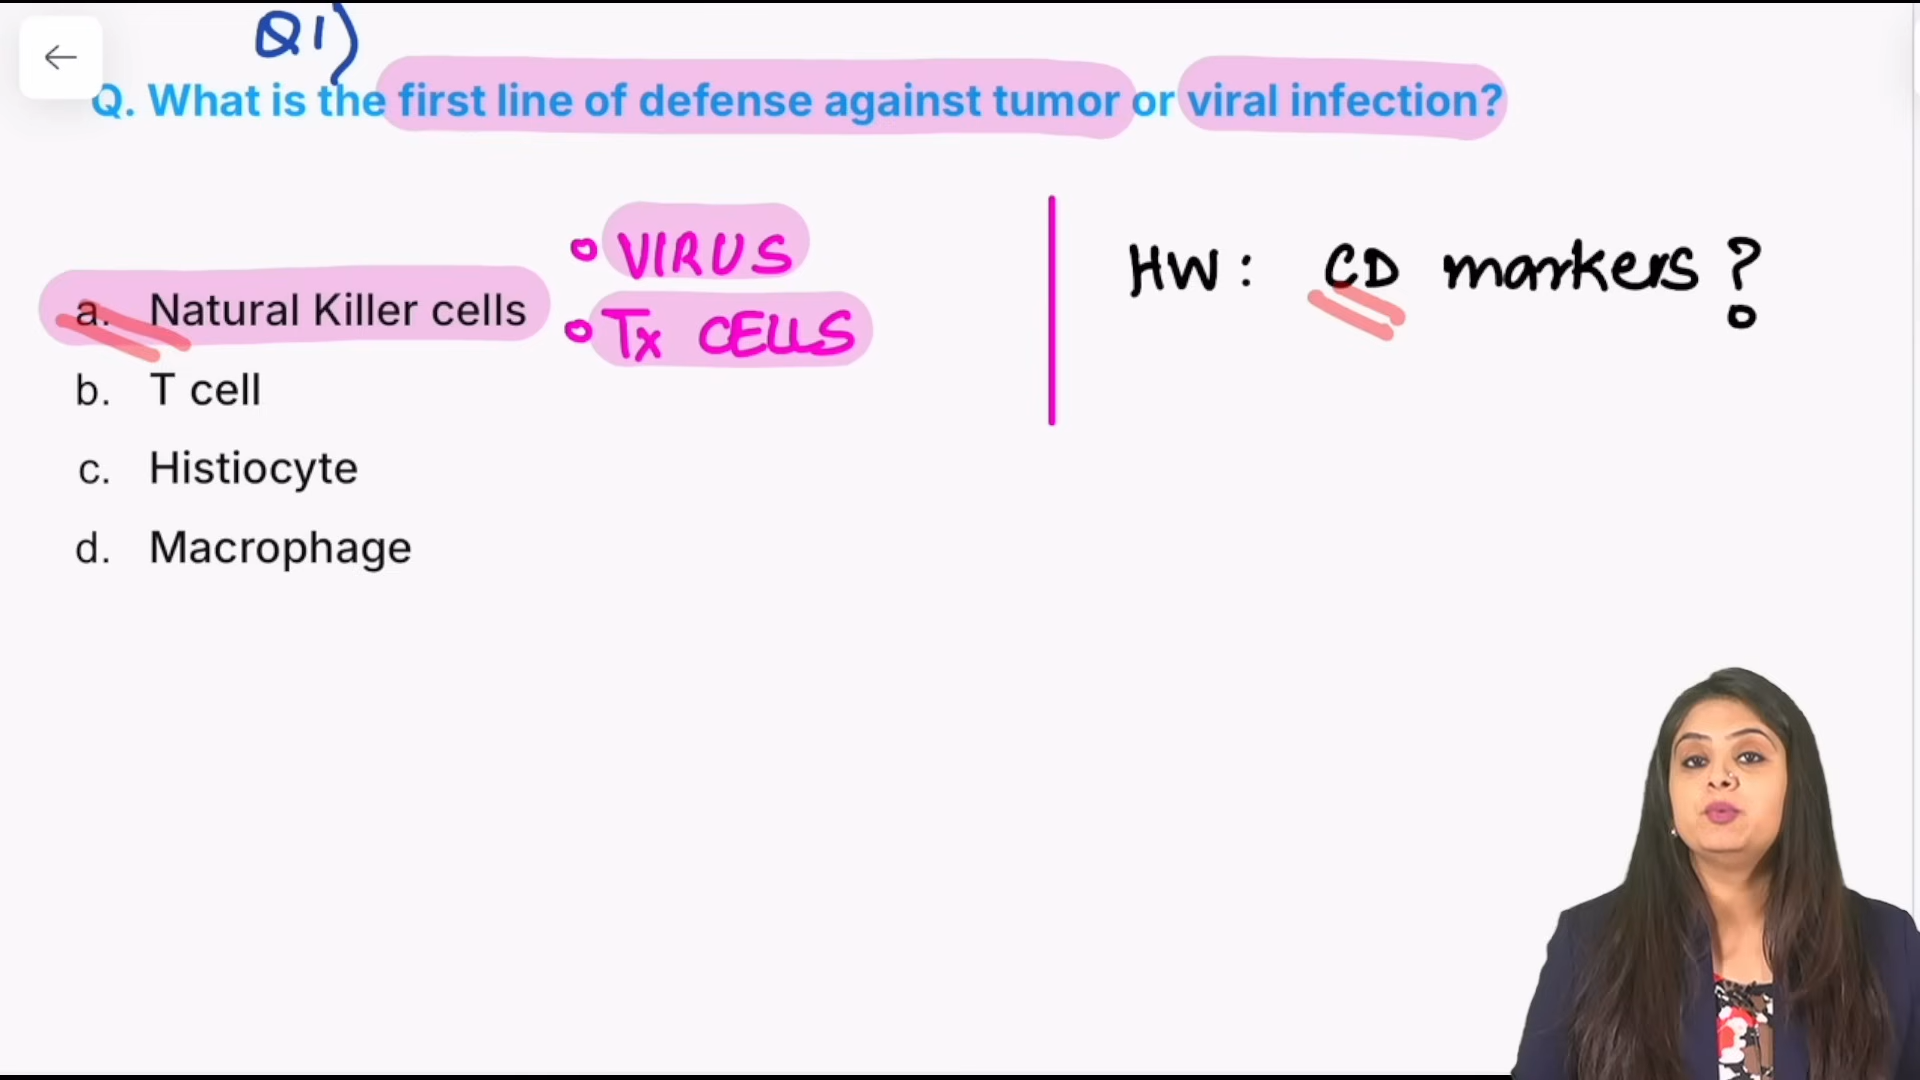 Q1)
Q. What is the first line of defense against tumor or viral infection?
a. Natural Killer cells
VIRUS
Tx CELLS
b. T cell
c. Histiocyte
d. Macrophage
HW: CD markers?